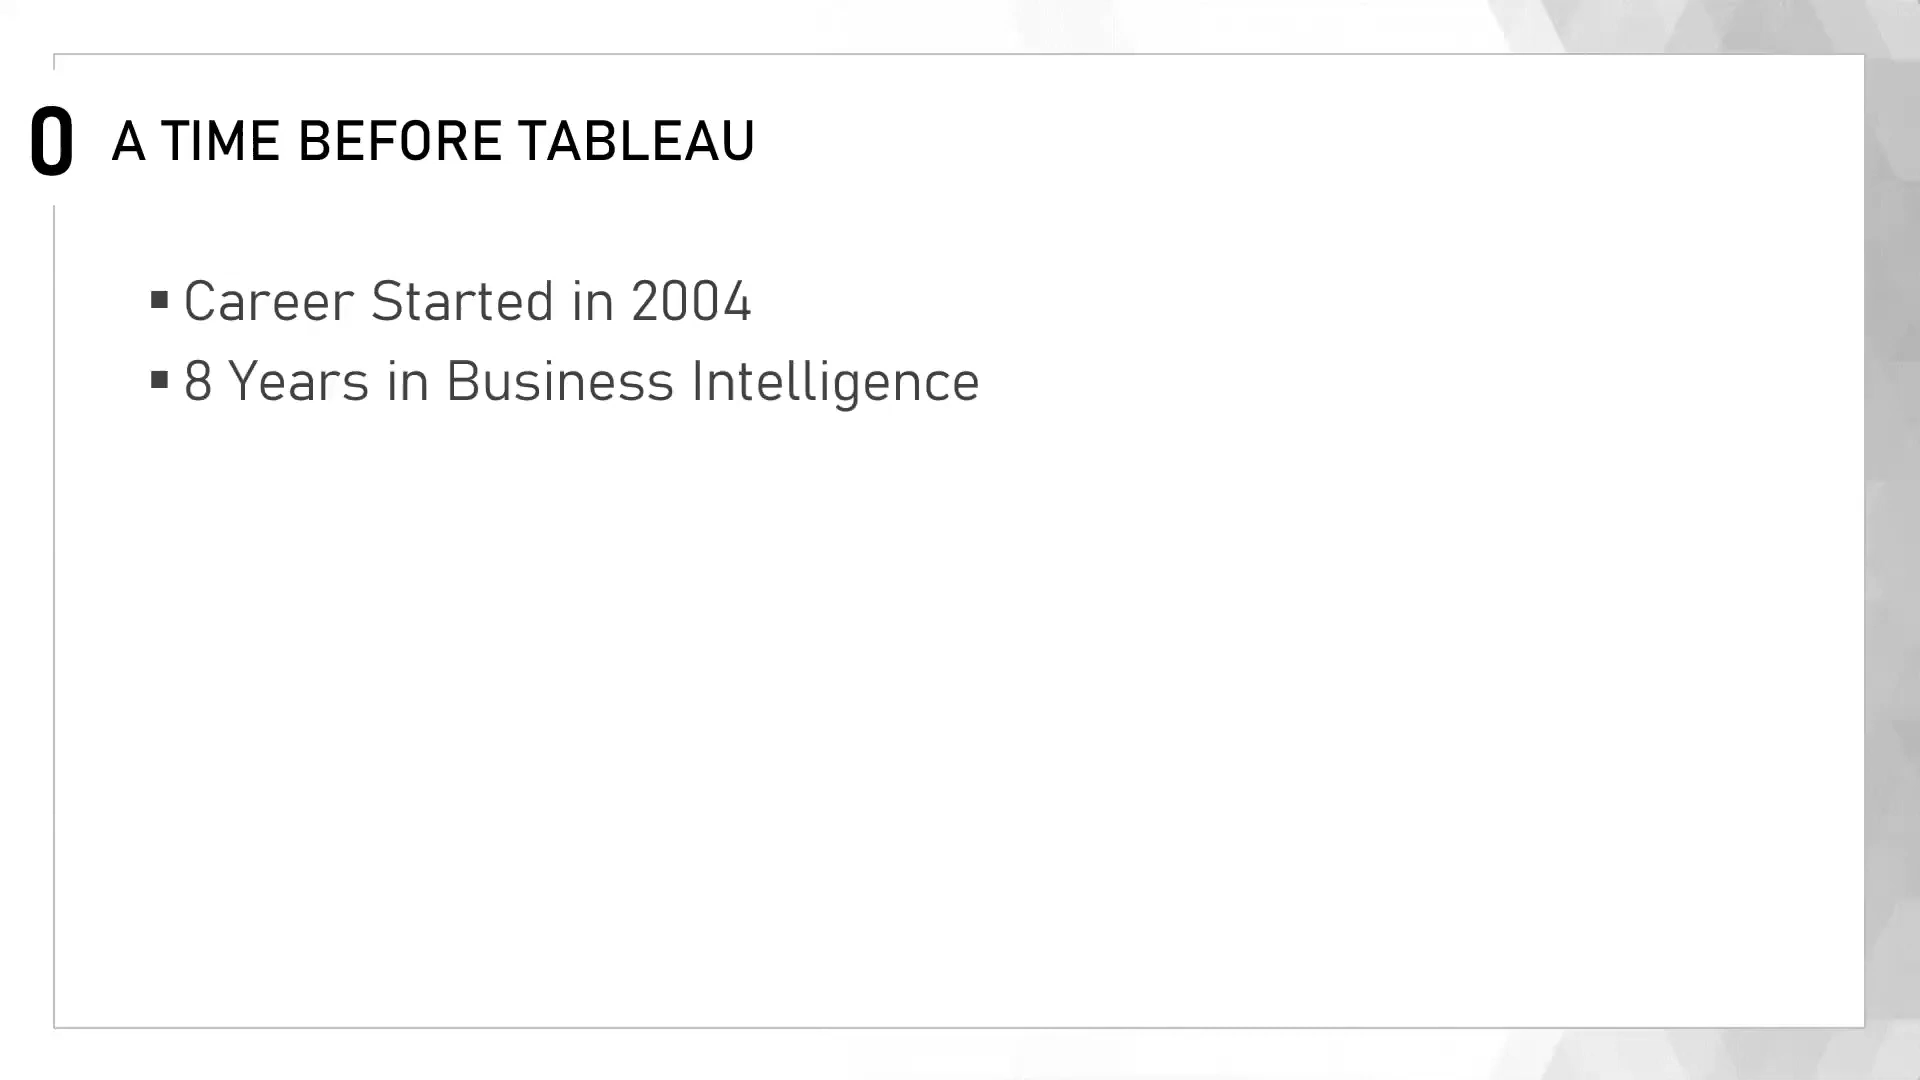 0 A TIME BEFORE TABLEAU
▪ Career Started in 2004
▪ 8 Years in Business Intelligence